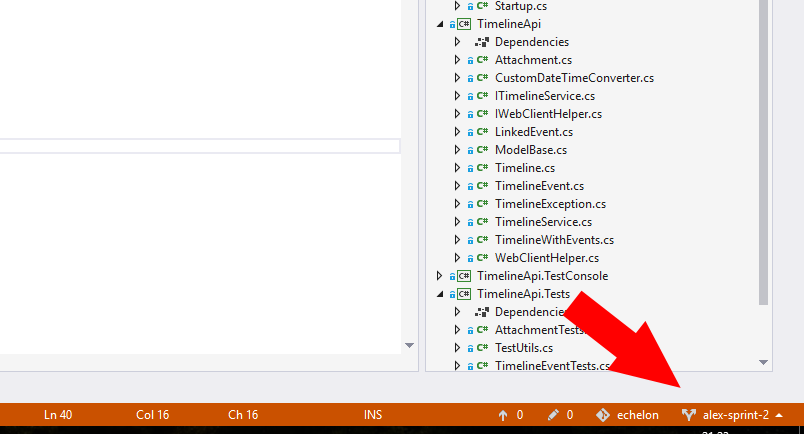 Startup.cs
C# TimelineApi
Dependencies
C# Attachment.cs
C# CustomDateTimeConverter.cs
C# ITimelineService.cs
C# IWebClientHelper.cs
C# LinkedEvent.cs
C# ModelBase.cs
C# Timeline.cs
C# TimelineEvent.cs
C# TimelineException.cs
C# TimelineService.cs
C# TimelineWithEvents.cs
C# WebClientHelper.cs
C# TimelineApi.TestConsole
C# TimelineApi.Tests
Dependencie
C# AttachmentTests
C# TestUtils.cs
C# TimelineEventTests.cs
Ln 40 Col 16 Ch 16 INS 0 0 echelon alex-sprint-2